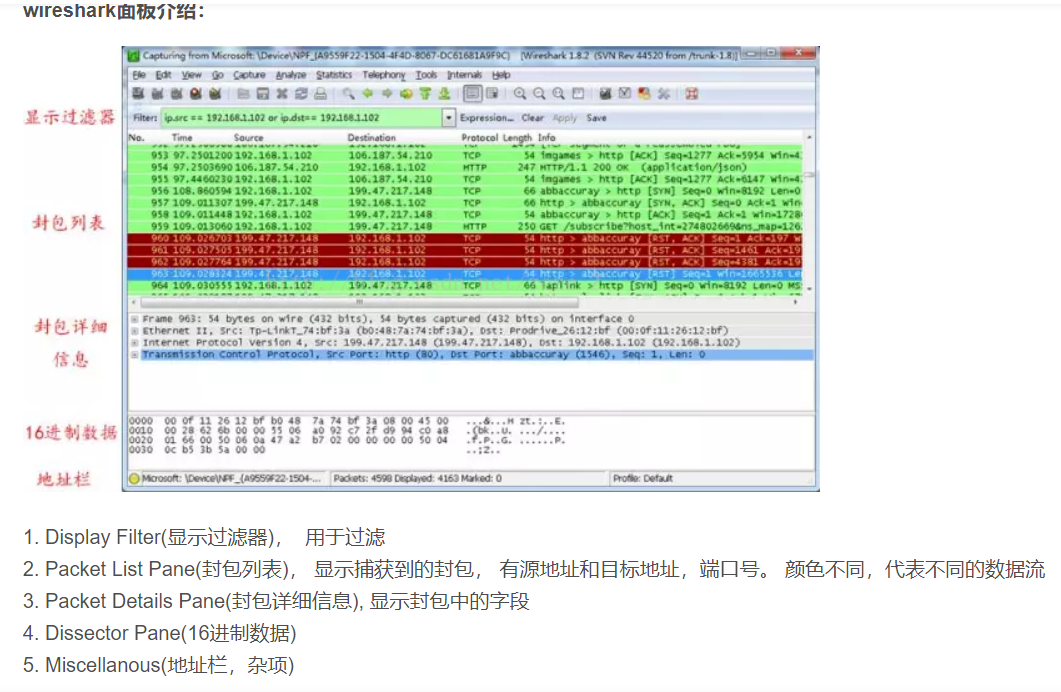 wireshark面板介绍：
Capturing from Microsoft: \Device\NPF_{A9559F22-1504-4F4D-8067-DC61681A9F9C} [Wireshark 1.8.2 (SVN Rev 44520 from /trunk-1.8)]
File Edit View Go Capture Analyze Statistics Telephony Tools Internals Help
显示过滤器
Filter: ip.src == 192.168.1.102 or ip.dst== 192.168.1.102 Expression... Clear Apply Save
No. Time Source Destination Protocol Length Info
953 97.2501200 192.168.1.102 106.187.54.210 TCP 54 imgames > http [ACK] Seq=1277 Ack=5954 Win=4
954 97.2503690 106.187.54.210 192.168.1.102 HTTP 247 HTTP/1.1 200 OK (application/json)
955 97.4460230 192.168.1.102 106.187.54.210 TCP 54 imgames > http [ACK] Seq=1277 Ack=6147 Win=4
956 108.860594 192.168.1.102 199.47.217.148 TCP 66 abbaccuray > http [SYN] Seq=0 Win=8192 Len=0
957 109.011307 199.47.217.148 192.168.1.102 TCP 66 http > abbaccuray [SYN, ACK] Seq=0 Ack=1 Win
958 109.011448 192.168.1.102 199.47.217.148 TCP 54 abbaccuray > http [ACK] Seq=1 Ack=1 Win=1728
959 109.013060 192.168.1.102 199.47.217.148 HTTP 250 GET /subscribe?host_int=274802669&ns_map=126
封包列表
960 109.026703 199.47.217.148 192.168.1.102 TCP 54 http > abbaccuray [RST, ACK] Seq=1 Ack=197 W
961 109.027505 199.47.217.148 192.168.1.102 TCP 54 http > abbaccuray [RST, ACK] Seq=1461 Ack=19
962 109.027764 199.47.217.148 192.168.1.102 TCP 54 http > abbaccuray [RST, ACK] Seq=4381 Ack=19
963 109.028324 199.47.217.148 192.168.1.102 TCP 54 http > abbaccuray [RST] Seq=1 Win=1665536 Le
964 109.030555 192.168.1.102 199.47.217.148 TCP 66 laplink > http [SYN] Seq=0 Win=8192 Len=0 MS
封包详细
信息
Frame 963: 54 bytes on wire (432 bits), 54 bytes captured (432 bits) on interface 0
Ethernet II, Src: Tp-LinkT_74:bf:3a (b0:48:7a:74:bf:3a), Dst: Prodrive_26:12:bf (00:0f:11:26:12:bf)
Internet Protocol Version 4, Src: 199.47.217.148 (199.47.217.148), Dst: 192.168.1.102 (192.168.1.102)
Transmission Control Protocol, Src Port: http (80), Dst Port: abbaccuray (1546), Seq: 1, Len: 0
16进制数据
0000 00 0f 11 26 12 bf b0 48 7a 74 bf 3a 08 00 45 00 ...&...H zt.:..E.
0010 00 28 62 6b 00 00 55 06 a0 92 c7 2f d9 94 c0 a8 .(bk..U. .../....
0020 01 66 00 50 06 0a 47 a2 b7 02 00 00 00 00 50 04 .f.P..G. ......P.
0030 0c b5 3b 5a 00 00 ..;Z..
地址栏
Microsoft: \Device\NPF_{A9559F22-1504-... Packets: 4598 Displayed: 4163 Marked: 0 Profile: Default
1. Display Filter(显示过滤器)， 用于过滤
2. Packet List Pane(封包列表)， 显示捕获到的封包， 有源地址和目标地址，端口号。 颜色不同，代表不同的数据流
3. Packet Details Pane(封包详细信息), 显示封包中的字段
4. Dissector Pane(16进制数据)
5. Miscellanous(地址栏，杂项)